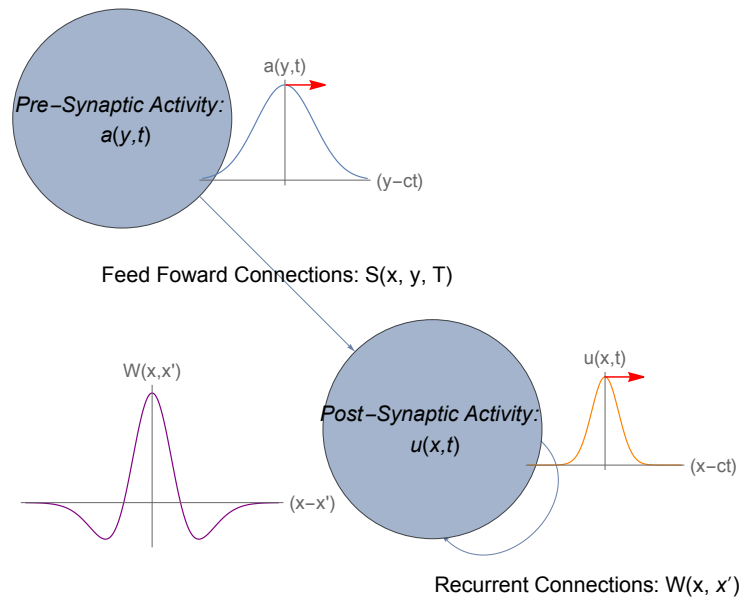 a(y,t)
Pre−Synaptic Activity:
a(y,t)
(y−ct)
Feed Foward Connections: S(x, y, T)
W(x,x')
u(x,t)
Post−Synaptic Activity:
u(x,t)
(x−ct)
(x−x')
Recurrent Connections: W(x, x′)